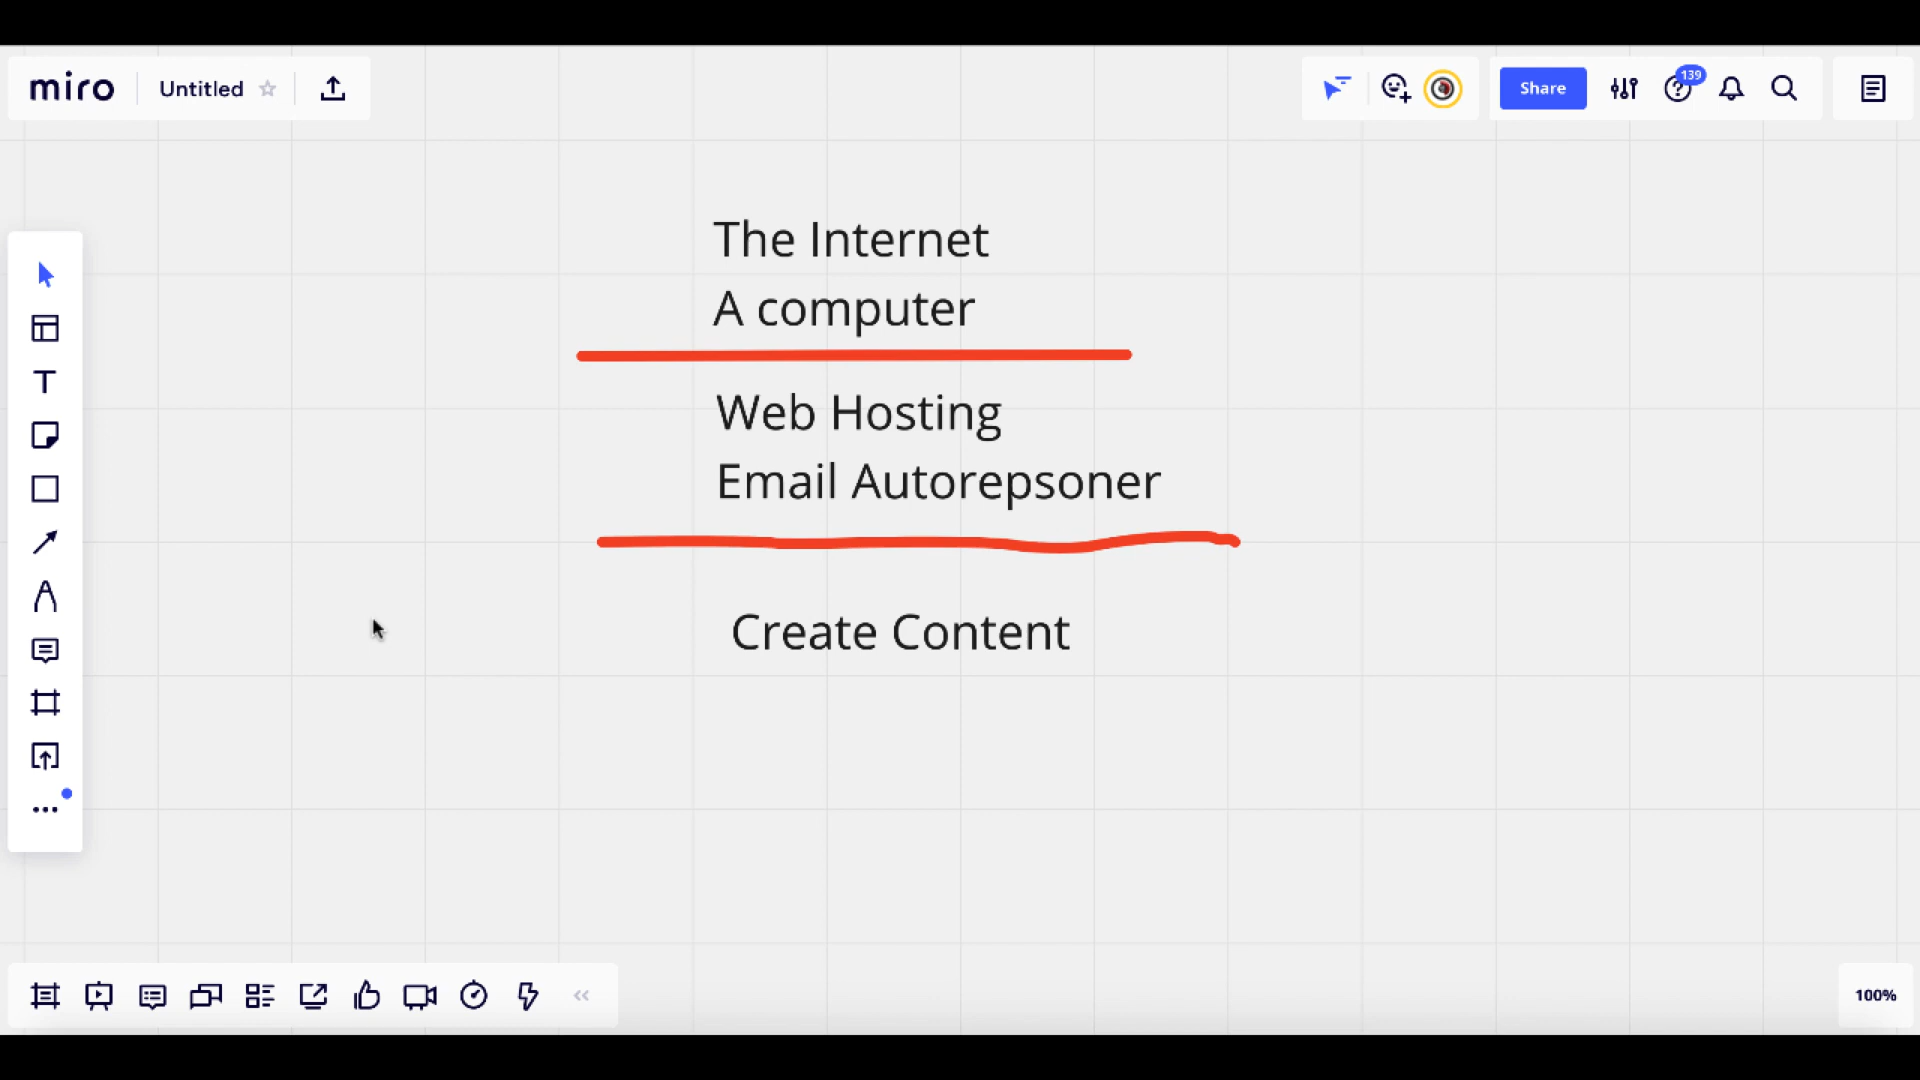 miro
Untitled
Share
139
The Internet
A computer
Web Hosting
Email Autorepsoner
Create Content
100%